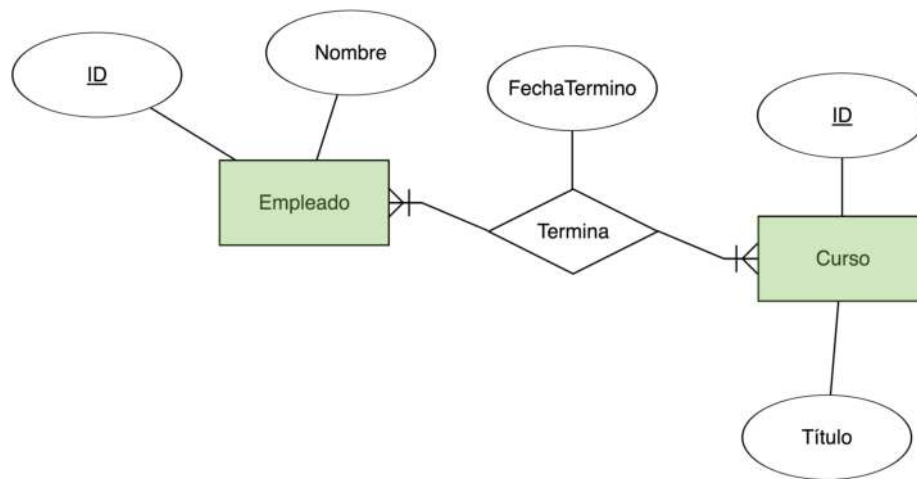 Nombre
ID
FechaTermino
ID
Empleado
Termina
Curso
Título